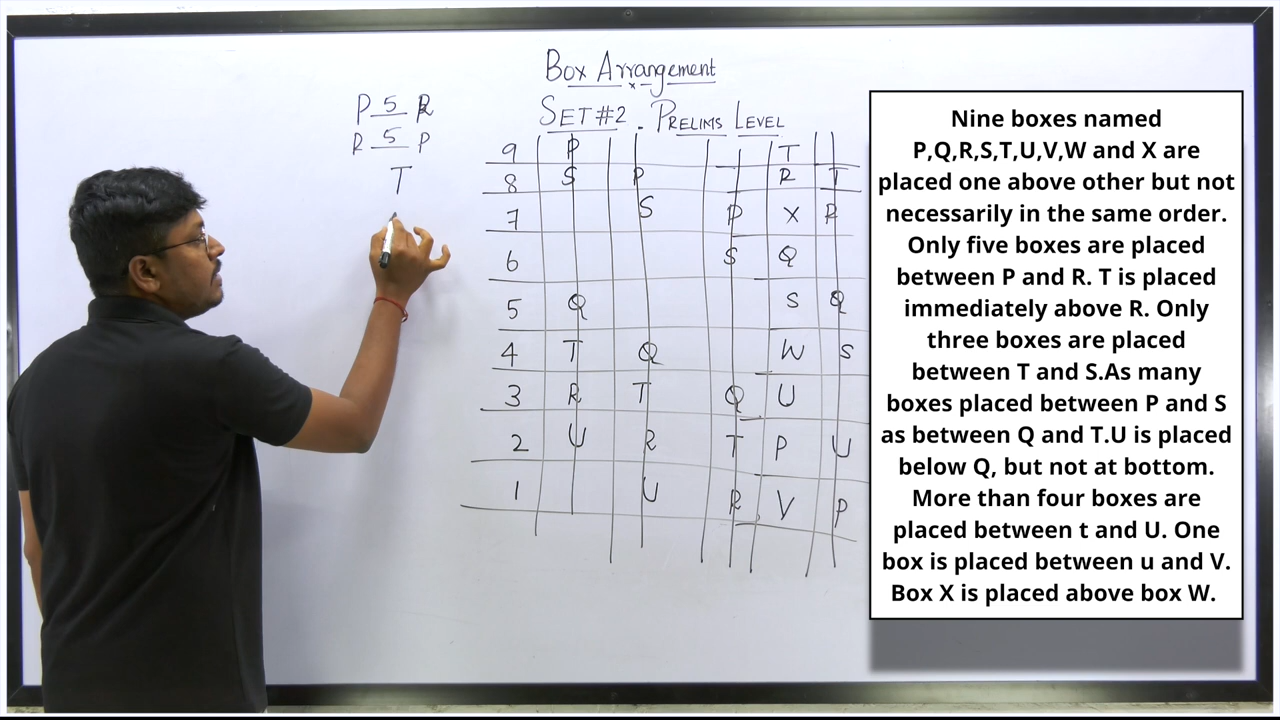 Box Arrangement
SET#2 - PRELIMS LEVEL
P 5 R
R 5 P
T
9 P T
8 S P R T
7 S P X R
6 S Q
5 Q S Q
4 T Q W S
3 R T Q U
2 U R T P U
1 U R V P
Nine boxes named
P,Q,R,S,T,U,V,W and X are
placed one above other but not
necessarily in the same order.
Only five boxes are placed
between P and R. T is placed
immediately above R. Only
three boxes are placed
between T and S.As many
boxes placed between P and S
as between Q and T.U is placed
below Q, but not at bottom.
More than four boxes are
placed between t and U. One
box is placed between u and V.
Box X is placed above box W.